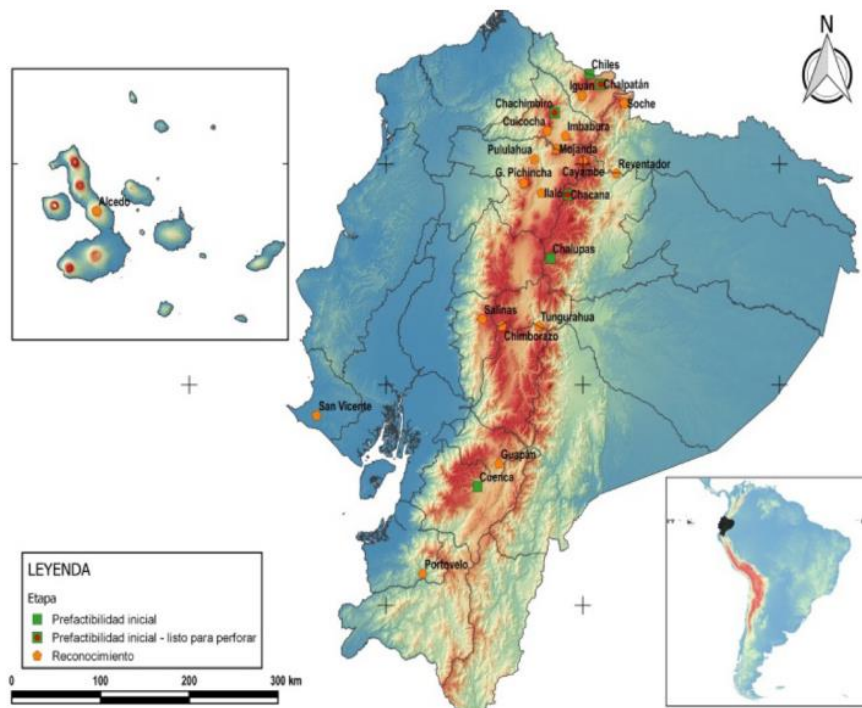 N
Chiles
Chalpatán
Iguán
Soche
Chachimbiro
Cuicocha
Imbabura
Mojanda
Pululahua
Cayambe
Reventador
G. Pichincha
Ilaló
Chacana
Alcedo
Chalupas
Salinas
Tungurahua
Chimborazo
San Vicente
Guapán
Cuenca
Portovelo
LEYENDA
Etapa
Prefactibilidad inicial
Prefactibilidad inicial - listo para perforar
Reconocimiento
0 100 200 300 km